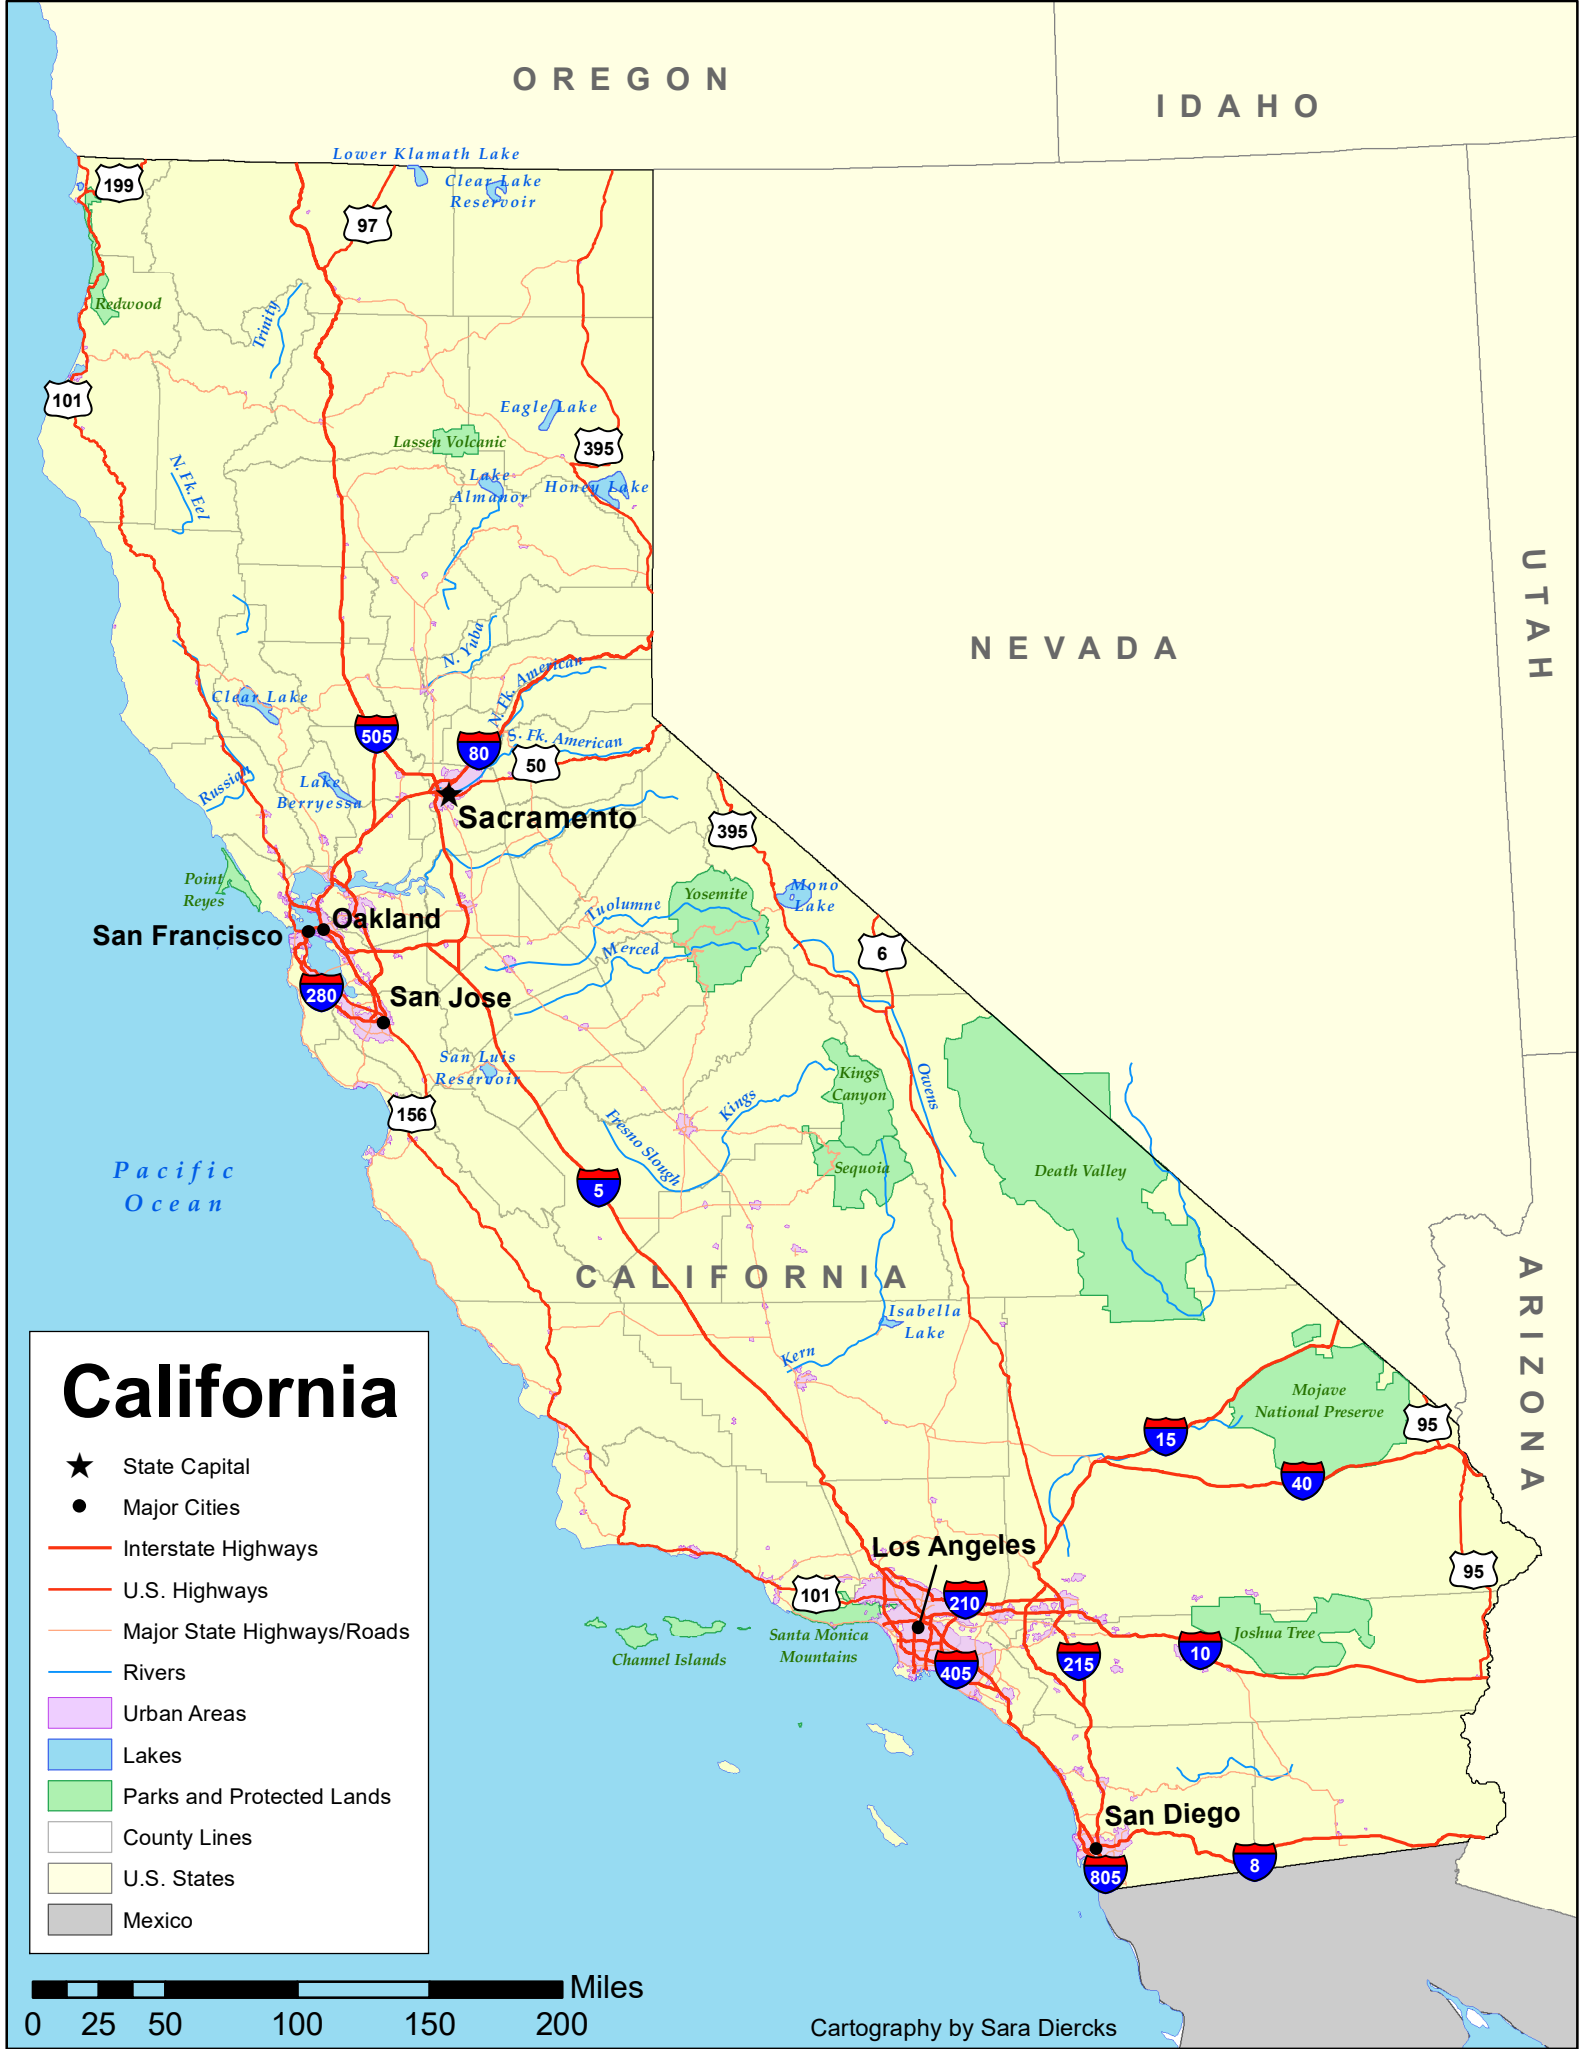 OREGON
IDAHO
Lower Klamath Lake
199
Clear Lake
Reservoir
97
Redwood
Trinity
101
Eagle Lake
395
Lassen Volcanic
Lake
Almanor
Honey Lake
N. Fk. Eel
UTAH
NEVADA
N. Yuba
N. Fk. American
Clear Lake
505
80
S. Fk. American
50
Russian
Lake
Berryessa
Sacramento
395
Point
Reyes
Yosemite
Mono
Lake
Tuolumne
Oakland
San Francisco
Merced
6
280
San Jose
San Luis
Reservoir
Kings
Canyon
Owens
156
Kings
Fresno Slough
Pacific
Ocean
Sequoia
Death Valley
5
CALIFORNIA
ARIZONA
Isabella
Lake
Kern
Mojave
National Preserve
95
15
40
Los Angeles
95
101
210
Joshua Tree
Santa Monica
Mountains
Channel Islands
10
215
405
San Diego
8
805
California
State Capital
Major Cities
Interstate Highways
U.S. Highways
Major State Highways/Roads
Rivers
Urban Areas
Lakes
Parks and Protected Lands
County Lines
U.S. States
Mexico
Miles
0 25 50 100 150 200
Cartography by Sara Diercks